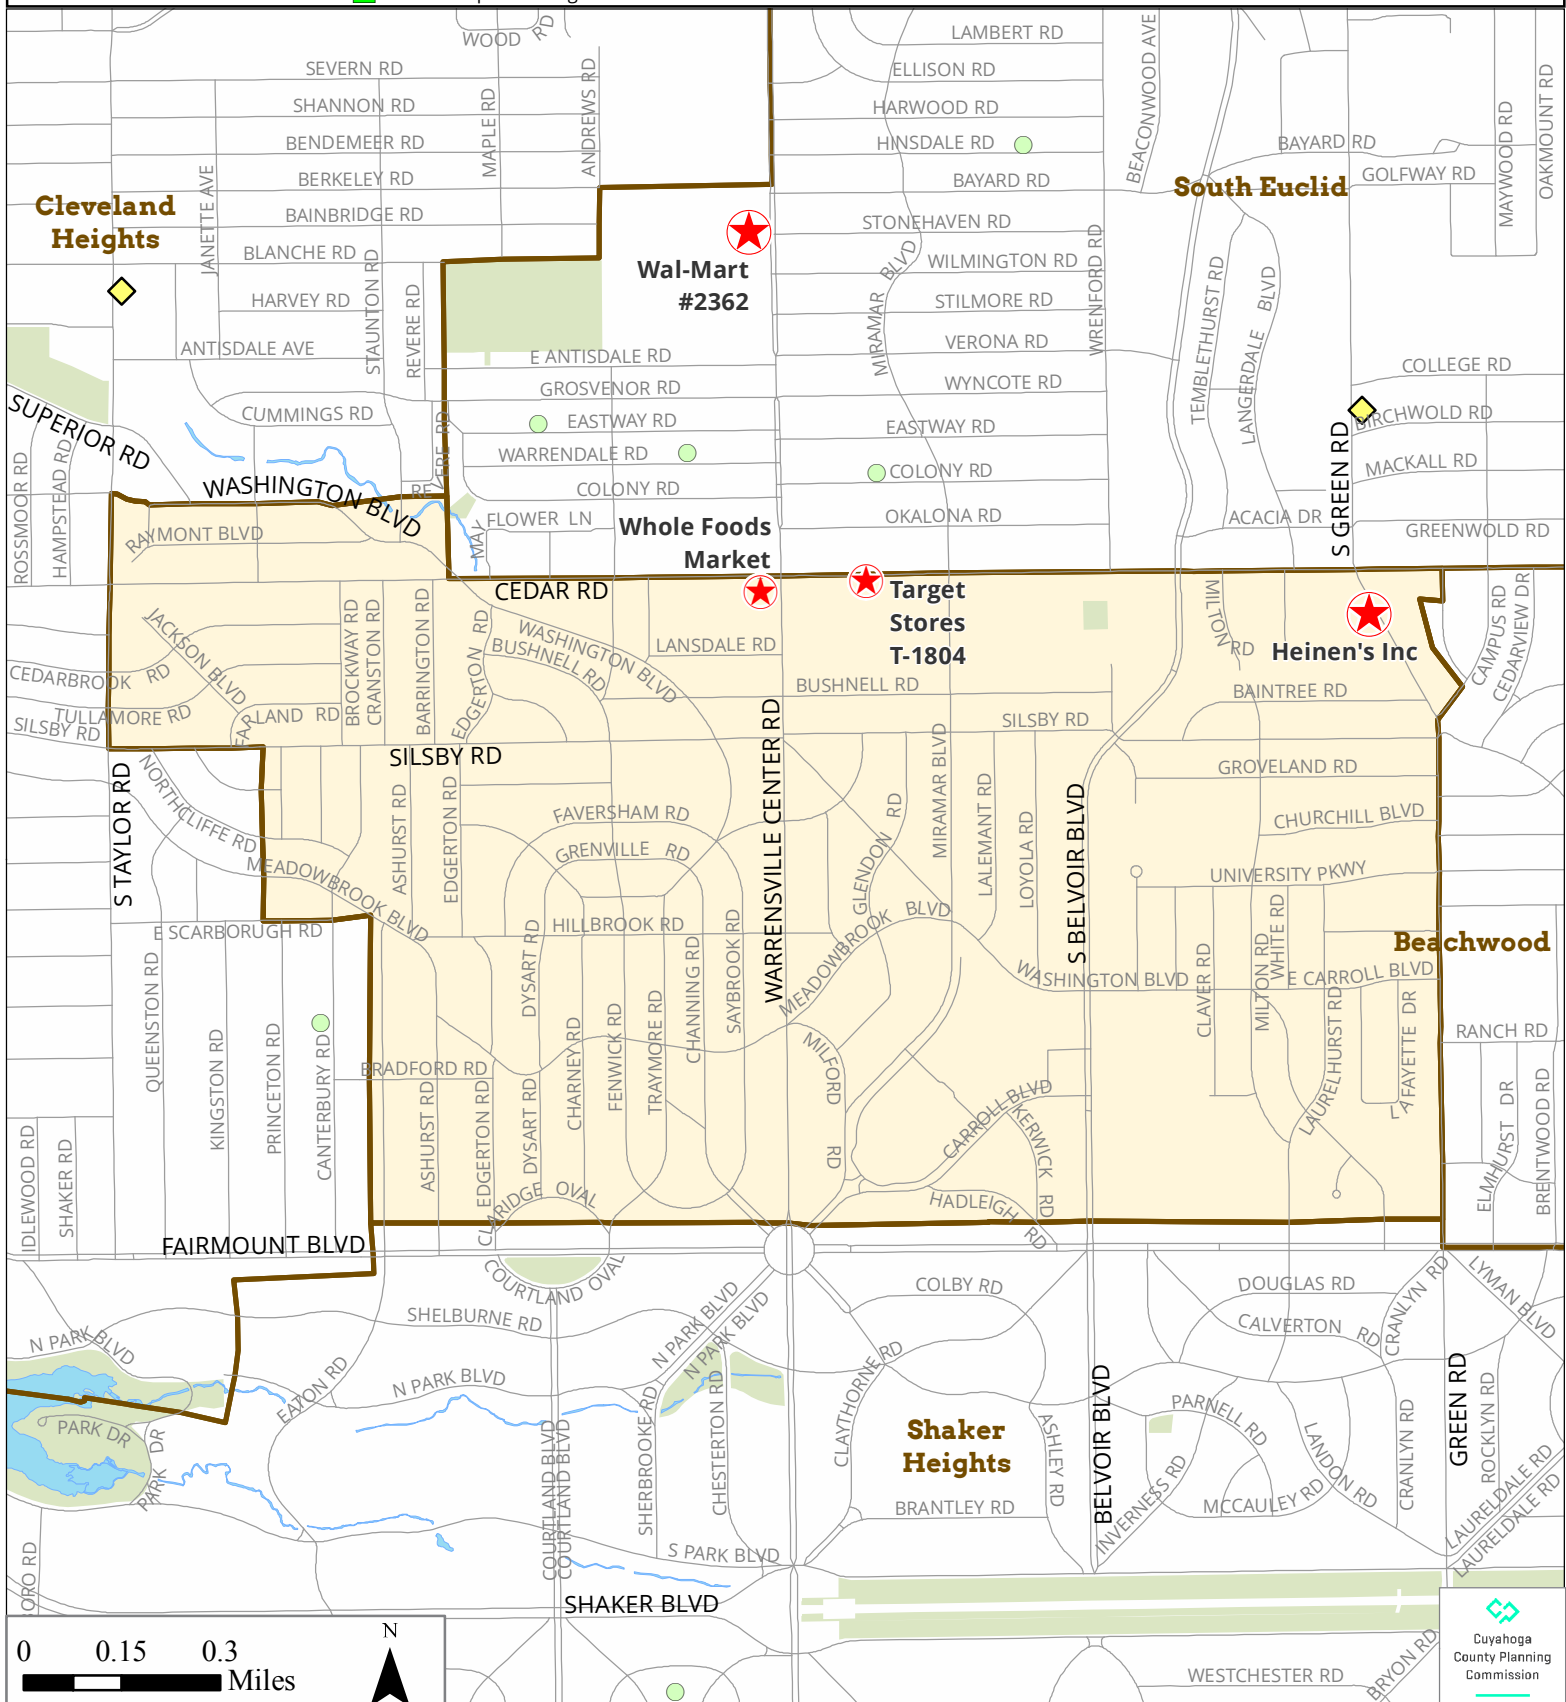 WOOD RD
LAMBERT RD
BEACONWOOD AVE
SEVERN RD
ELLISON RD
SHANNON RD
MAPLE RD
ANDREWS RD
HARWOOD RD
OAKMOUNT RD
MAYWOOD RD
BENDEMEER RD
HINSDALE RD
BAYARD RD
BERKELEY RD
BAYARD RD
GOLFWAY RD
South Euclid
Cleveland
Heights
JANETTE AVE
BAINBRIDGE RD
STONEHAVEN RD
BLANCHE RD
WILMINGTON RD
Wal-Mart
#2362
MIRAMAR BLVD
WRENFORD RD
TEMBLETHURST RD
LANGERDALE BLVD
HARVEY RD
STAUNTON RD
REVERE RD
STILMORE RD
VERONA RD
ANTISDALE AVE
E ANTISDALE RD
COLLEGE RD
GROSVENOR RD
WYNCOTE RD
SUPERIOR RD
CUMMINGS RD
EASTWAY RD
EASTWAY RD
BIRCHWOLD RD
REVERE RD
WARRENDALE RD
COLONY RD
MACKALL RD
ROSSMOOR RD
HAMPSTEAD RD
WASHINGTON BLVD
RE
COLONY RD
S GREEN RD
MAYFLOWER LN
OKALONA RD
ACACIA DR
GREENWOLD RD
RAYMONT BLVD
Whole Foods
Market
CEDAR RD
Target
Stores
T-1804
MILTON RD
Heinen's Inc
CAMPUS RD
CEDARVIEW DR
JACKSON BLVD
BROCKWAY RD
CRANSTON RD
BARRINGTON RD
EDGERTON RD
WASHINGTON BLVD
BUSHNELL RD
LANSDALE RD
CEDARBROOK RD
BUSHNELL RD
BAINTREE RD
TULLAMORE RD
FARLAND RD
SILSBY RD
SILSBY RD
SILSBY RD
WARRENSVILLE CENTER RD
MIRAMAR BLVD
GROVELAND RD
S TAYLOR RD
NORTHCLIFFE RD
ASHURST RD
EDGERTON RD
FAVERSHAM RD
GLENDON RD
LALEMANT RD
LOYOLA RD
S BELVOIR BLVD
CHURCHILL BLVD
GRENVILLE RD
MEADOWBROOK BLVD
UNIVERSITY PKWY
E SCARBOROUGH RD
HILLBROOK RD
MEADOWBROOK BLVD
WHITE RD
Beachwood
QUEENSTON RD
DYSART RD
CHANNING RD
SAYBROOK RD
WASHINGTON BLVD
CLAVER RD
MILTON RD
E CARROLL BLVD
KINGSTON RD
PRINCETON RD
CANTERBURY RD
CHARNEY RD
FENWICK RD
TRAYMORE RD
MILFORD RD
LAURELHURST RD
LAFAYETTE DR
RANCH RD
BRADFORD RD
ASHURST RD
EDGERTON RD
DYSART RD
CARROLL BLVD
KERWICK RD
ELMHURST DR
BRENTWOOD RD
IDLEWOOD RD
SHAKER RD
CLARIDGE OVAL
HADLEIGH RD
FAIRMOUNT BLVD
COURTLAND OVAL
COLBY RD
DOUGLAS RD
CRANLYN RD
LYMAN BLVD
SHELBURNE RD
N PARK BLVD
N PARK BLVD
CALVERTON RD
N PARK BLVD
EATON RD
N PARK BLVD
CLAYTHORNE RD
BELVOIR BLVD
GREEN RD
ROCKLYN RD
PARK DR
PARK DR
SHERBROOKE RD
CHESTERTON RD
Shaker
Heights
ASHLEY RD
PARNELL RD
LANDON RD
CRANLYN RD
COURTLAND BLVD
COURTLAND BLVD
BRANTLEY RD
INVERNESS RD
MCCAULEY RD
LAURELDALE RD
LAURELDALE RD
S PARK BLVD
ORO RD
SHAKER BLVD
0 0.15 0.3
Miles
N
Cuyahoga
County Planning
Commission
WESTCHESTER RD
BRYON RD